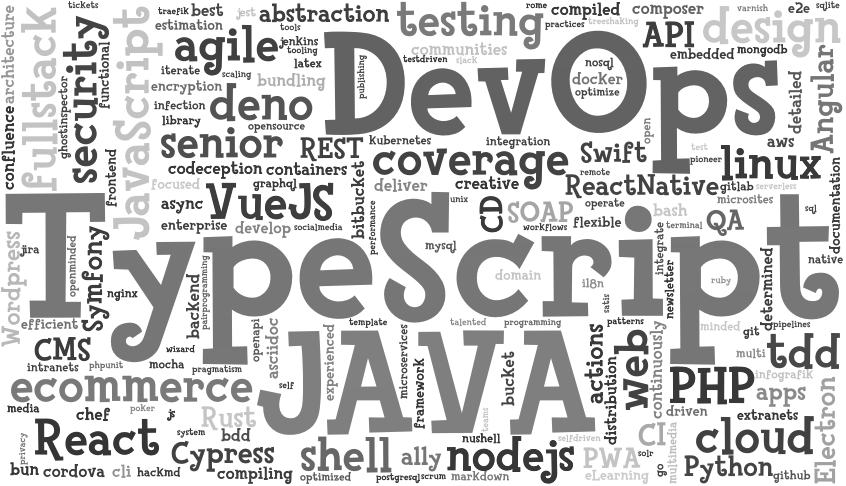 tickets
traefik
best
estimation
jest
abstraction
testing
rome
compiled
practices
treeshaking
composer
varnish
e2e
sqlite
architecture
confluence
fullstack
ghostinspector
security
functional
JavaScript
agile
tools
jenkins
tooling
latex
communities
testdriven
slack
API
design
embedded
mongodb
iterate
scaling
bundling
encryption
publishing
DevOps
nosql
docker
optimize
detailed
Angular
infection
library
deno
opensource
senior
REST
Kubernetes
integration
open
aws
frontend
codeception
containers
coverage
Swift
test
pioneer
linux
remote
focused
graphql
deliver
creative
ReactNative
gitlab
serverless
async
VueJS
bitbucket
performance
unix
CD
SOAP
operate
bash
microsites
sql
documentation
enterprise
develop
socialmedia
workflows
flexible
terminal
QA
Wordpress
jira
openminded
Symfony
TypeScript
mysql
domain
i18n
satis
integrate
newsletter
ruby
determined
native
nginx
backend
pairprogramming
efficient
template
talented
programming
patterns
minded
git
pipelines
CMS
wizard
openapi
asciidoc
experienced
JAVA
microservices
framework
bucket
actions
distribution
web
continuously
multi
tdd
intranets
phpunit
mocha
pragmatism
self
infografik
ecommerce
PHP
apps
Electron
media
chef
poker
js
Rust
teams
driven
extranets
privacy
React
system
bdd
nushell
selfdriven
CI
multimedia
cloud
Cypress
shell
ally
nodejs
PWA
solr
go
Python
bun
cordova
cli
hackmd
compiling
optimized
postgresql
scrum
markdown
eLearning
github